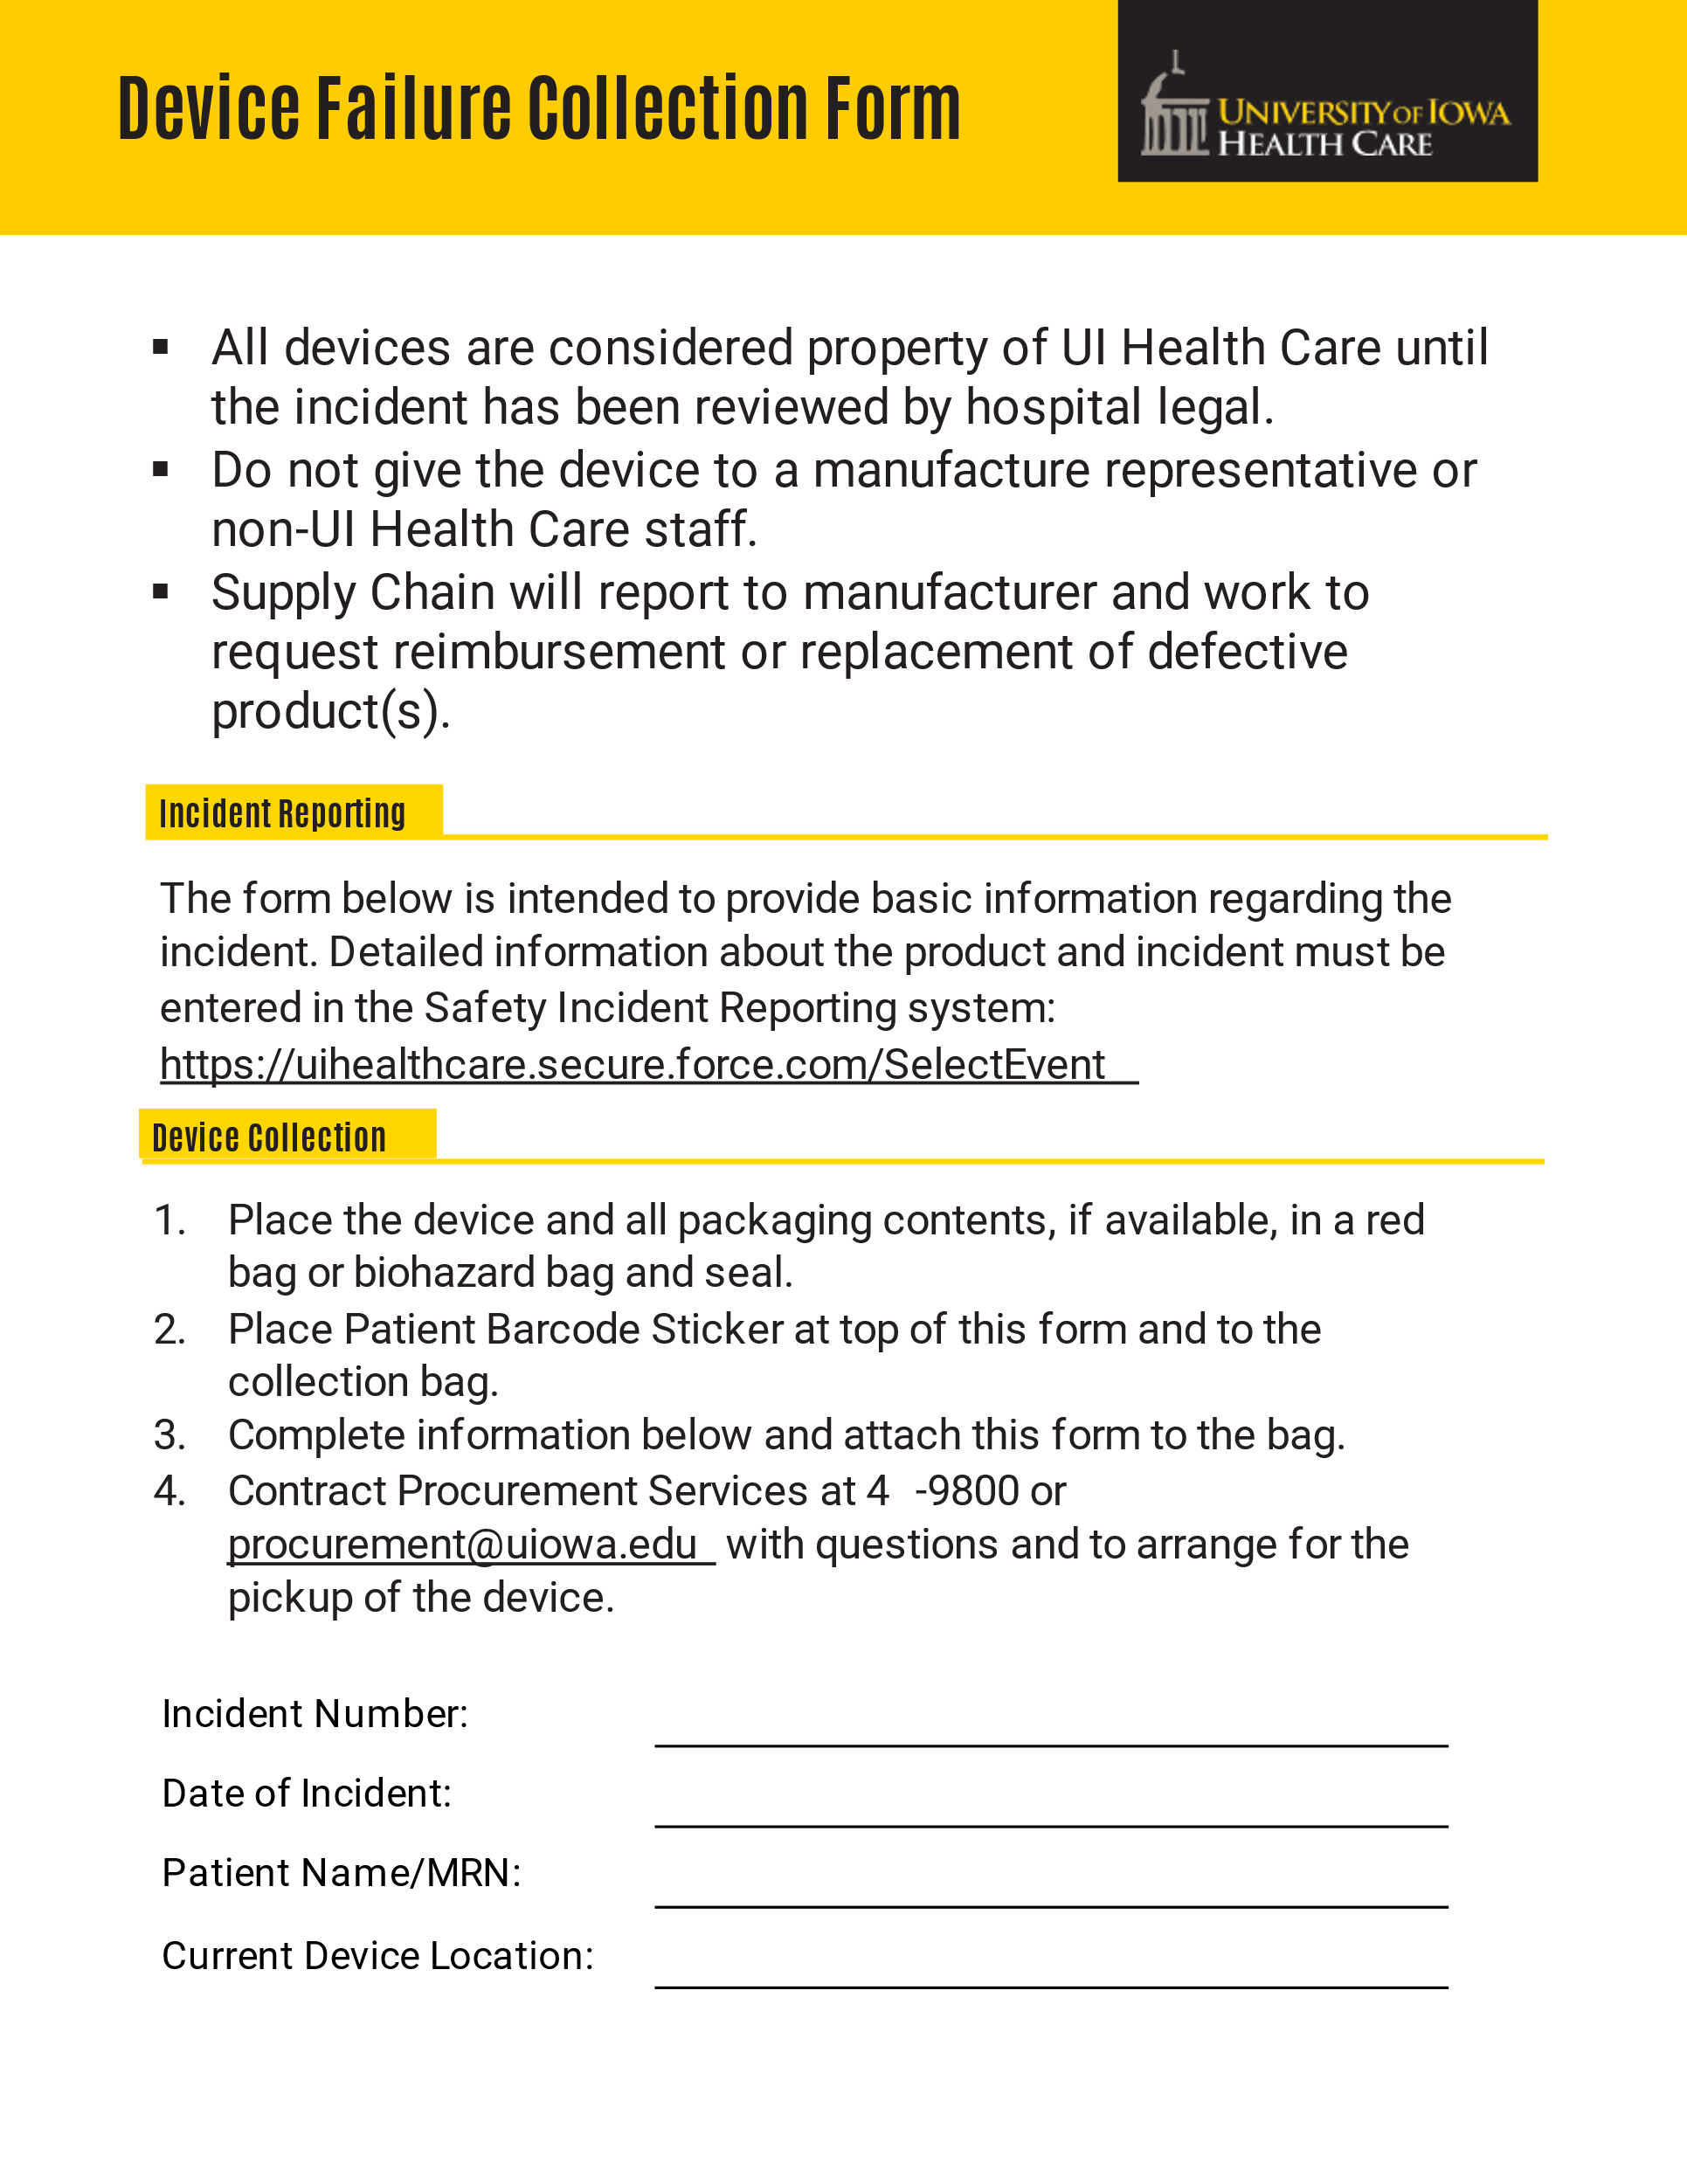 Device Failure Collection Form
UNIVERSITY OF IOWA
HEALTH CARE
▪ All devices are considered property of UI Health Care until
the incident has been reviewed by hospital legal.
▪ Do not give the device to a manufacture representative or
non-UI Health Care staff.
▪ Supply Chain will report to manufacturer and work to
request reimbursement or replacement of defective
product(s).
Incident Reporting
The form below is intended to provide basic information regarding the
incident. Detailed information about the product and incident must be
entered in the Safety Incident Reporting system:
https://uihealthcare.secure.force.com/SelectEvent
Device Collection
1. Place the device and all packaging contents, if available, in a red
bag or biohazard bag and seal.
2. Place Patient Barcode Sticker at top of this form and to the
collection bag.
3. Complete information below and attach this form to the bag.
4. Contract Procurement Services at 4 -9800 or
procurement@uiowa.edu with questions and to arrange for the
pickup of the device.
Incident Number:
Date of Incident:
Patient Name/MRN:
Current Device Location: